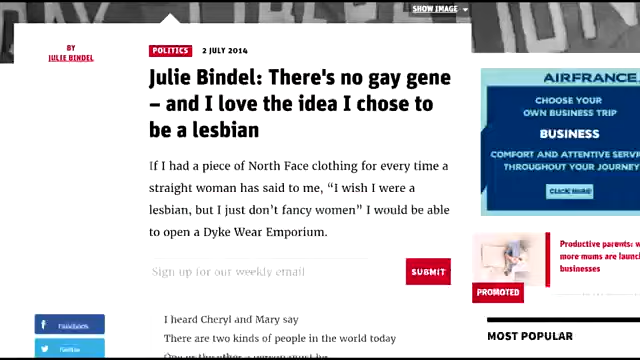 SHOW IMAGE
BY
JULIE BINDEL
POLITICS 2 JULY 2014
Julie Bindel: There's no gay gene
– and I love the idea I chose to
be a lesbian
If I had a piece of North Face clothing for every time a
straight woman has said to me, “I wish I were a
lesbian, but I just don’t fancy women” I would be able
to open a Dyke Wear Emporium.
Sign up for our weekly email
SUBMIT
Facebook
Twitter
I heard Cheryl and Mary say
There are two kinds of people in the world today
AIRFRANCE
CHOOSE YOUR
OWN BUSINESS TRIP
BUSINESS
COMFORT AND ATTENTIVE SERVI
THROUGHOUT YOUR JOURNEY
CLICK HERE
Productive parents: w
more mums are launc
businesses
PROMOTED
MOST POPULAR